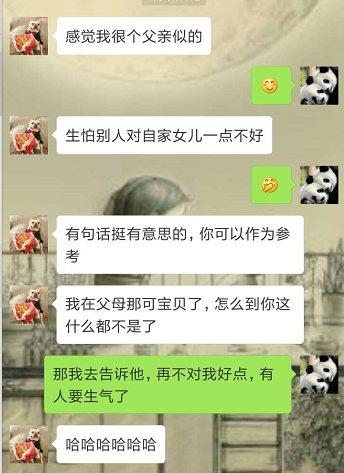 感觉我很个父亲似的
生怕别人对自家女儿一点不好
有句话挺有意思的，你可以作为参
考
我在父母那可宝贝了，怎么到你这
什么都不是了
那我去告诉他，再不对我好点，有
人要生气了
哈哈哈哈哈哈